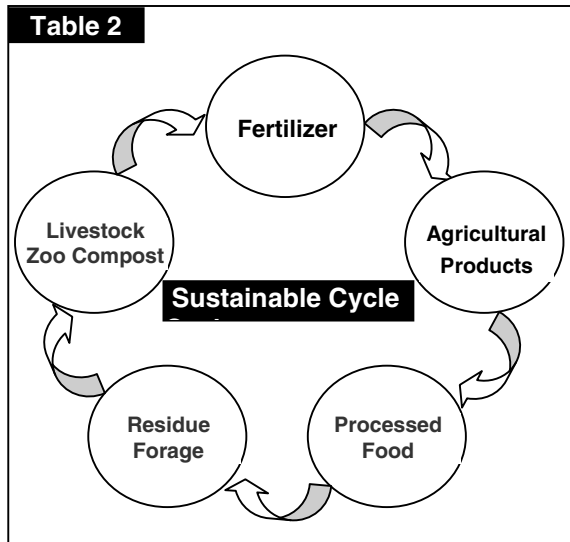 Table 2
Fertilizer
Agricultural
Products
Processed
Food
Residue
Forage
Livestock
Zoo Compost
Sustainable Cycle